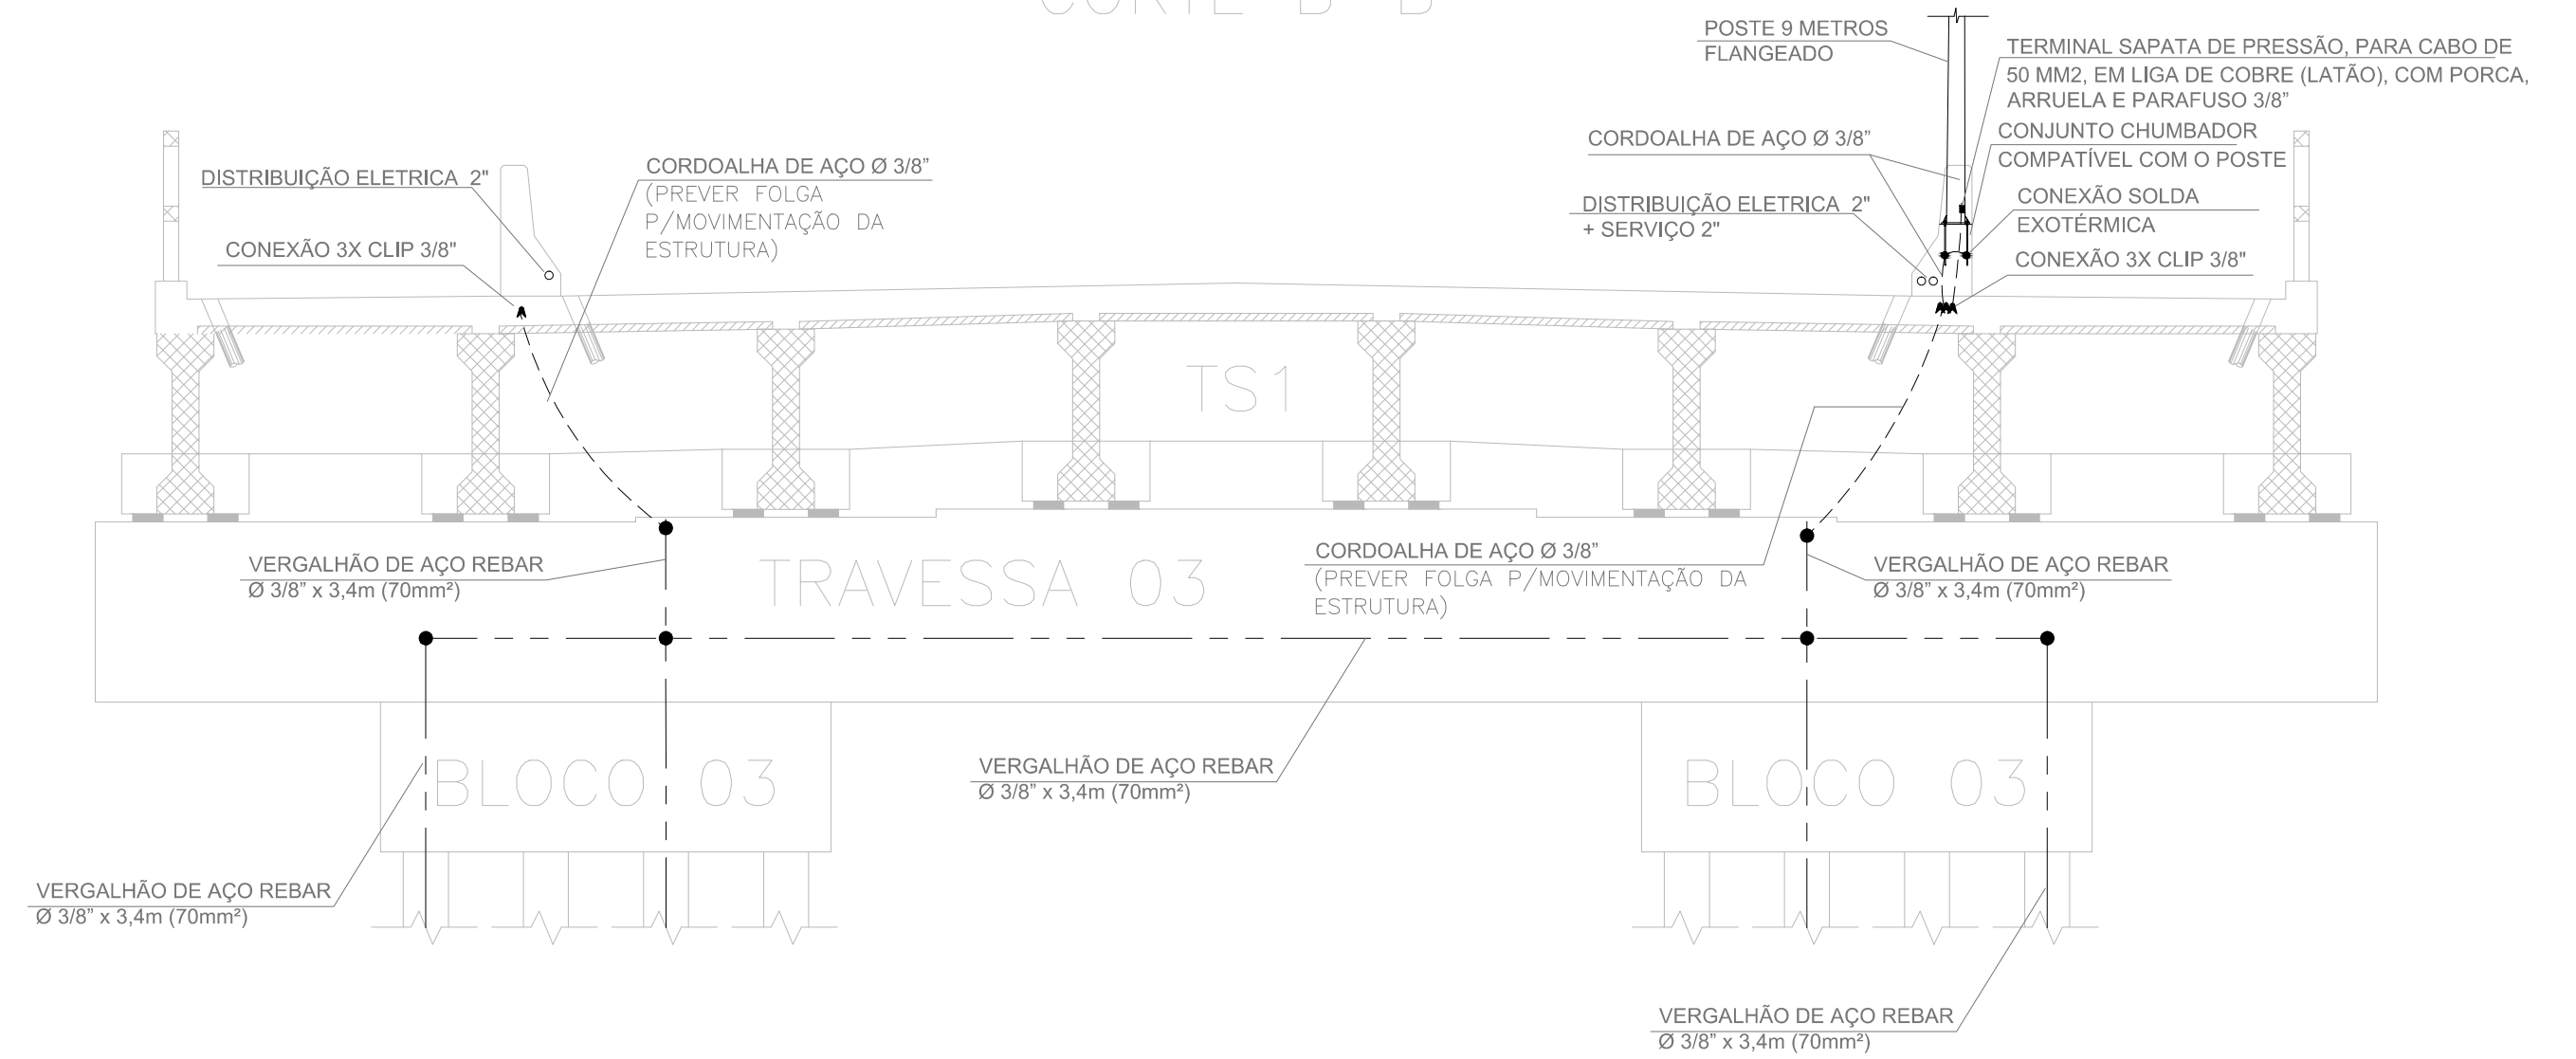 CORTE B B
POSTE 9 METROS
FLANGEADO
TERMINAL SAPATA DE PRESSÃO, PARA CABO DE
50 MM2, EM LIGA DE COBRE (LATÃO), COM PORCA,
ARRUELA E PARAFUSO 3/8”
CORDOALHA DE AÇO Ø 3/8”
CONJUNTO CHUMBADOR
COMPATÍVEL COM O POSTE
CORDOALHA DE AÇO Ø 3/8”
(PREVER FOLGA
P/MOVIMENTAÇÃO DA
ESTRUTURA)
DISTRIBUIÇÃO ELETRICA 2"
DISTRIBUIÇÃO ELETRICA 2"
+ SERVIÇO 2"
CONEXÃO SOLDA
EXOTÉRMICA
CONEXÃO 3X CLIP 3/8"
CONEXÃO 3X CLIP 3/8"
TS1
CORDOALHA DE AÇO Ø 3/8”
(PREVER FOLGA P/MOVIMENTAÇÃO DA
ESTRUTURA)
VERGALHÃO DE AÇO REBAR
Ø 3/8” x 3,4m (70mm²)
TRAVESSA 03
VERGALHÃO DE AÇO REBAR
Ø 3/8” x 3,4m (70mm²)
VERGALHÃO DE AÇO REBAR
Ø 3/8” x 3,4m (70mm²)
BLOCO 03
BLOCO 03
VERGALHÃO DE AÇO REBAR
Ø 3/8” x 3,4m (70mm²)
VERGALHÃO DE AÇO REBAR
Ø 3/8” x 3,4m (70mm²)